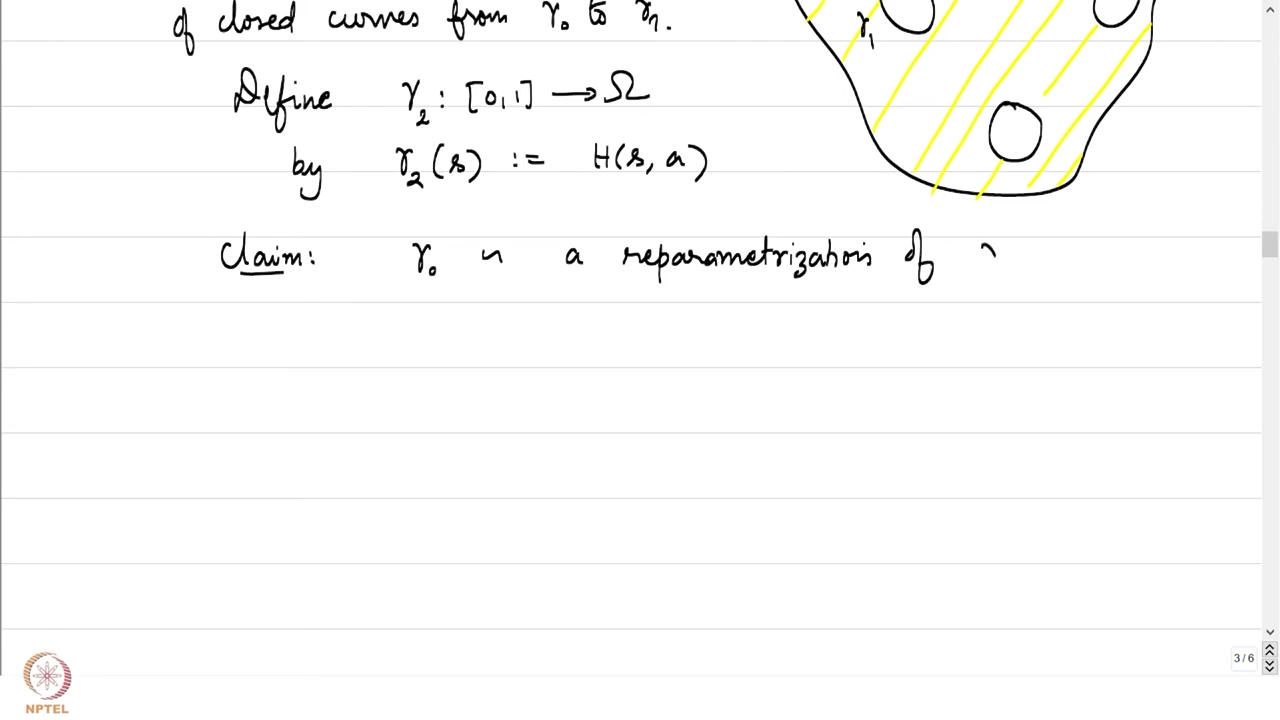 of closed curves from γ₀ to γ₁.
γ₁
Define γ₂ : [0,1] ⟶ Ω
by γ₂(s) := H(s, a)
Claim: γ₀ is a reparametrization of
3 / 6
NPTEL